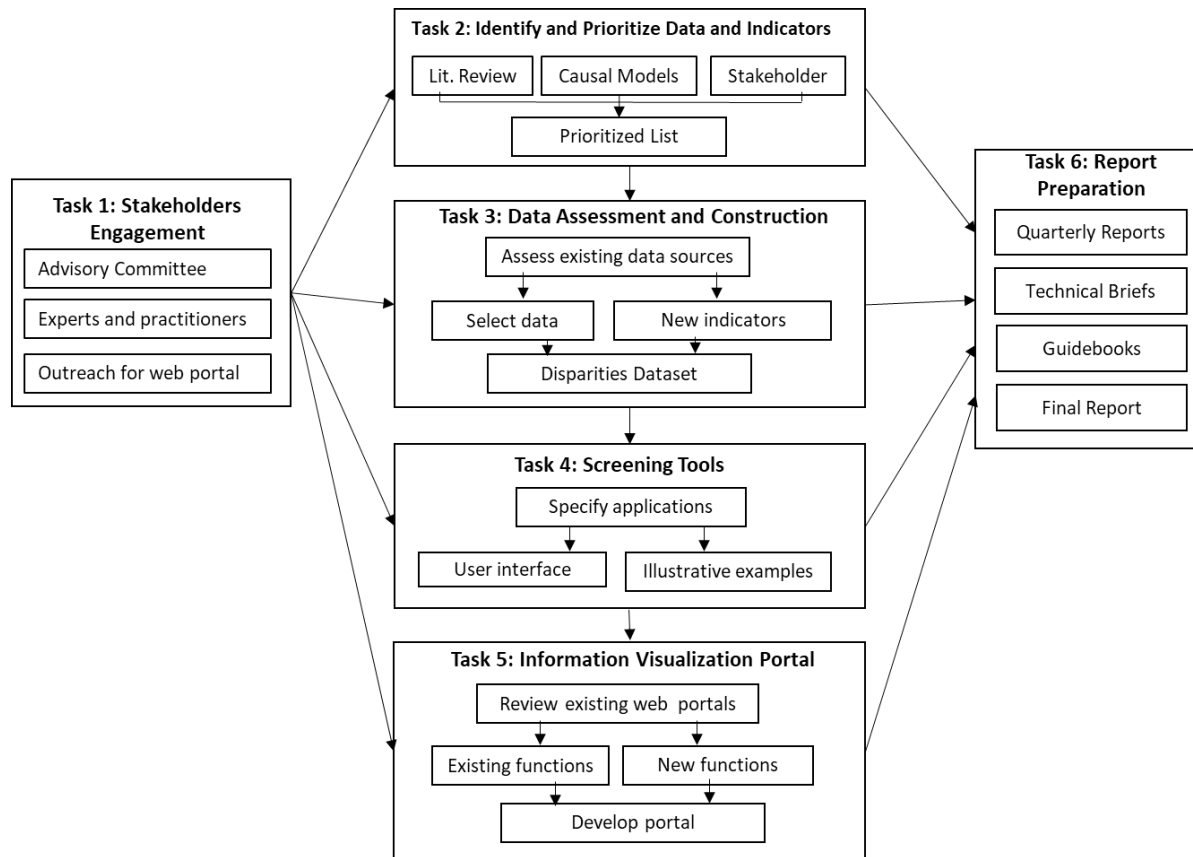 Task 2: Identify and Prioritize Data and Indicators
Lit. Review
Causal Models
Stakeholder
Prioritized List
Task 1: Stakeholders
Engagement
Advisory Committee
Experts and practitioners
Outreach for web portal
Task 3: Data Assessment and Construction
Assess existing data sources
Select data
New indicators
Disparities Dataset
Task 4: Screening Tools
Specify applications
User interface
Illustrative examples
Task 5: Information Visualization Portal
Review existing web portals
Existing functions
New functions
Develop portal
Task 6: Report
Preparation
Quarterly Reports
Technical Briefs
Guidebooks
Final Report